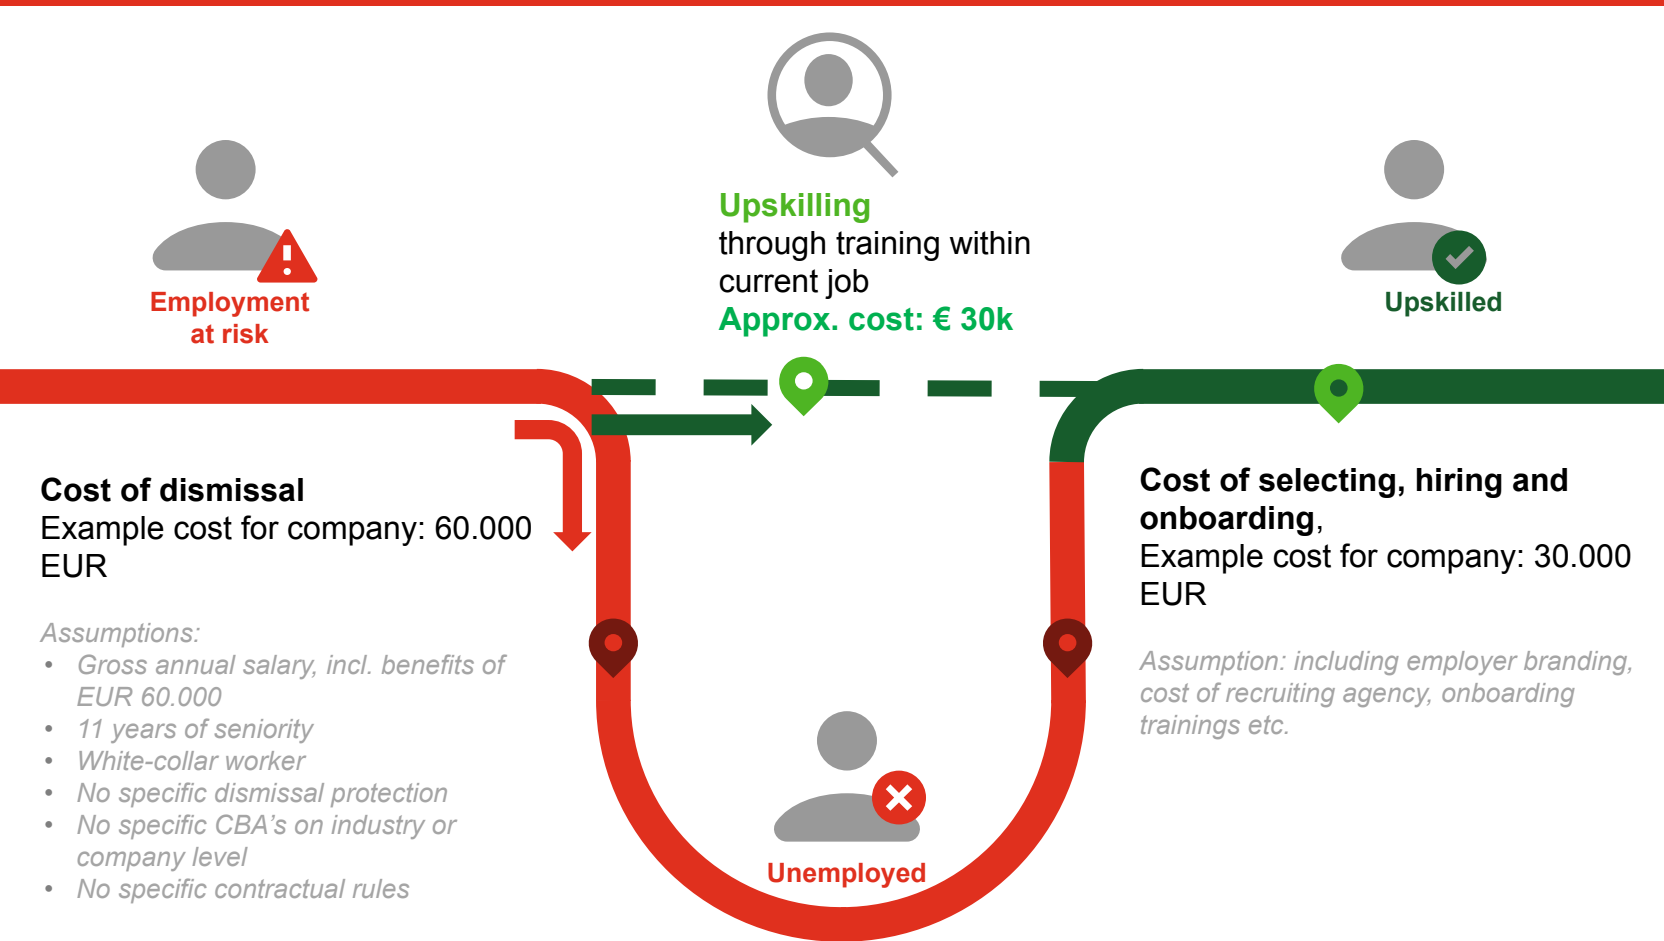 Upskilling
through training within
current job
Approx. cost: € 30k
Employment
at risk
Upskilled
Cost of dismissal
Example cost for company: 60.000
EUR
Assumptions:
• Gross annual salary, incl. benefits of
EUR 60.000
• 11 years of seniority
• White-collar worker
• No specific dismissal protection
• No specific CBA’s on industry or
company level
• No specific contractual rules
Cost of selecting, hiring and
onboarding,
Example cost for company: 30.000
EUR
Assumption: including employer branding,
cost of recruiting agency, onboarding
trainings etc.
Unemployed